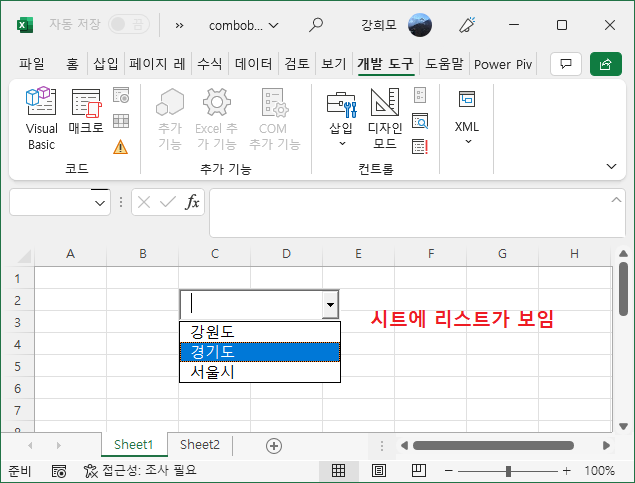 자동 저장 끔 » combob... 강희모
파일 홈 삽입 페이지 레 수식 데이터 검토 보기 개발 도구 도움말 Power Piv
Visual Basic 매크로 추가 기능 Excel 추가 기능 COM 추가 기능 삽입 디자인 모드 XML
코드 추가 기능 컨트롤
fx
A B C D E F G H
1
2
3
4
5
6
7
8
강원도
경기도
서울시
시트에 리스트가 보임
Sheet1 Sheet2
준비 접근성: 조사 필요 100%